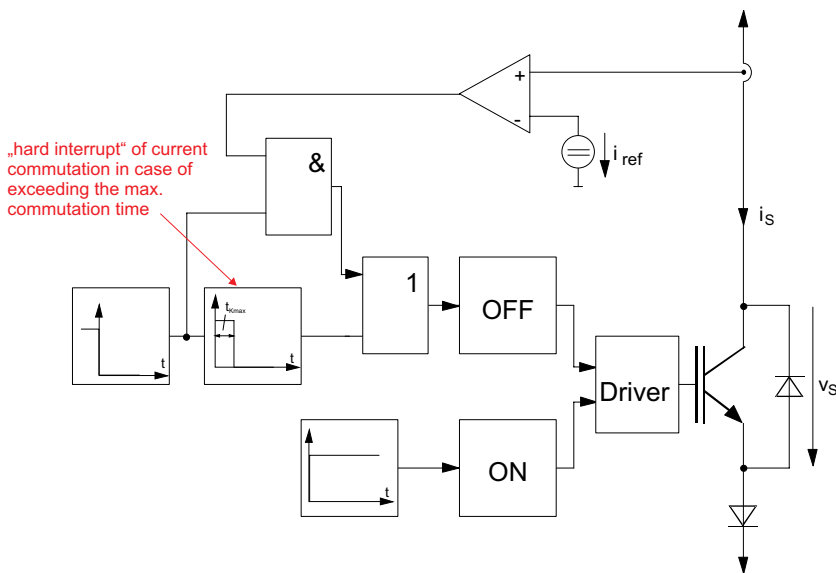 +
-
i ref
„hard interrupt“ of current
commutation in case of
exceeding the max.
commutation time
&
iS
1
OFF
tKmax
t
t
Driver
vS
ON
t